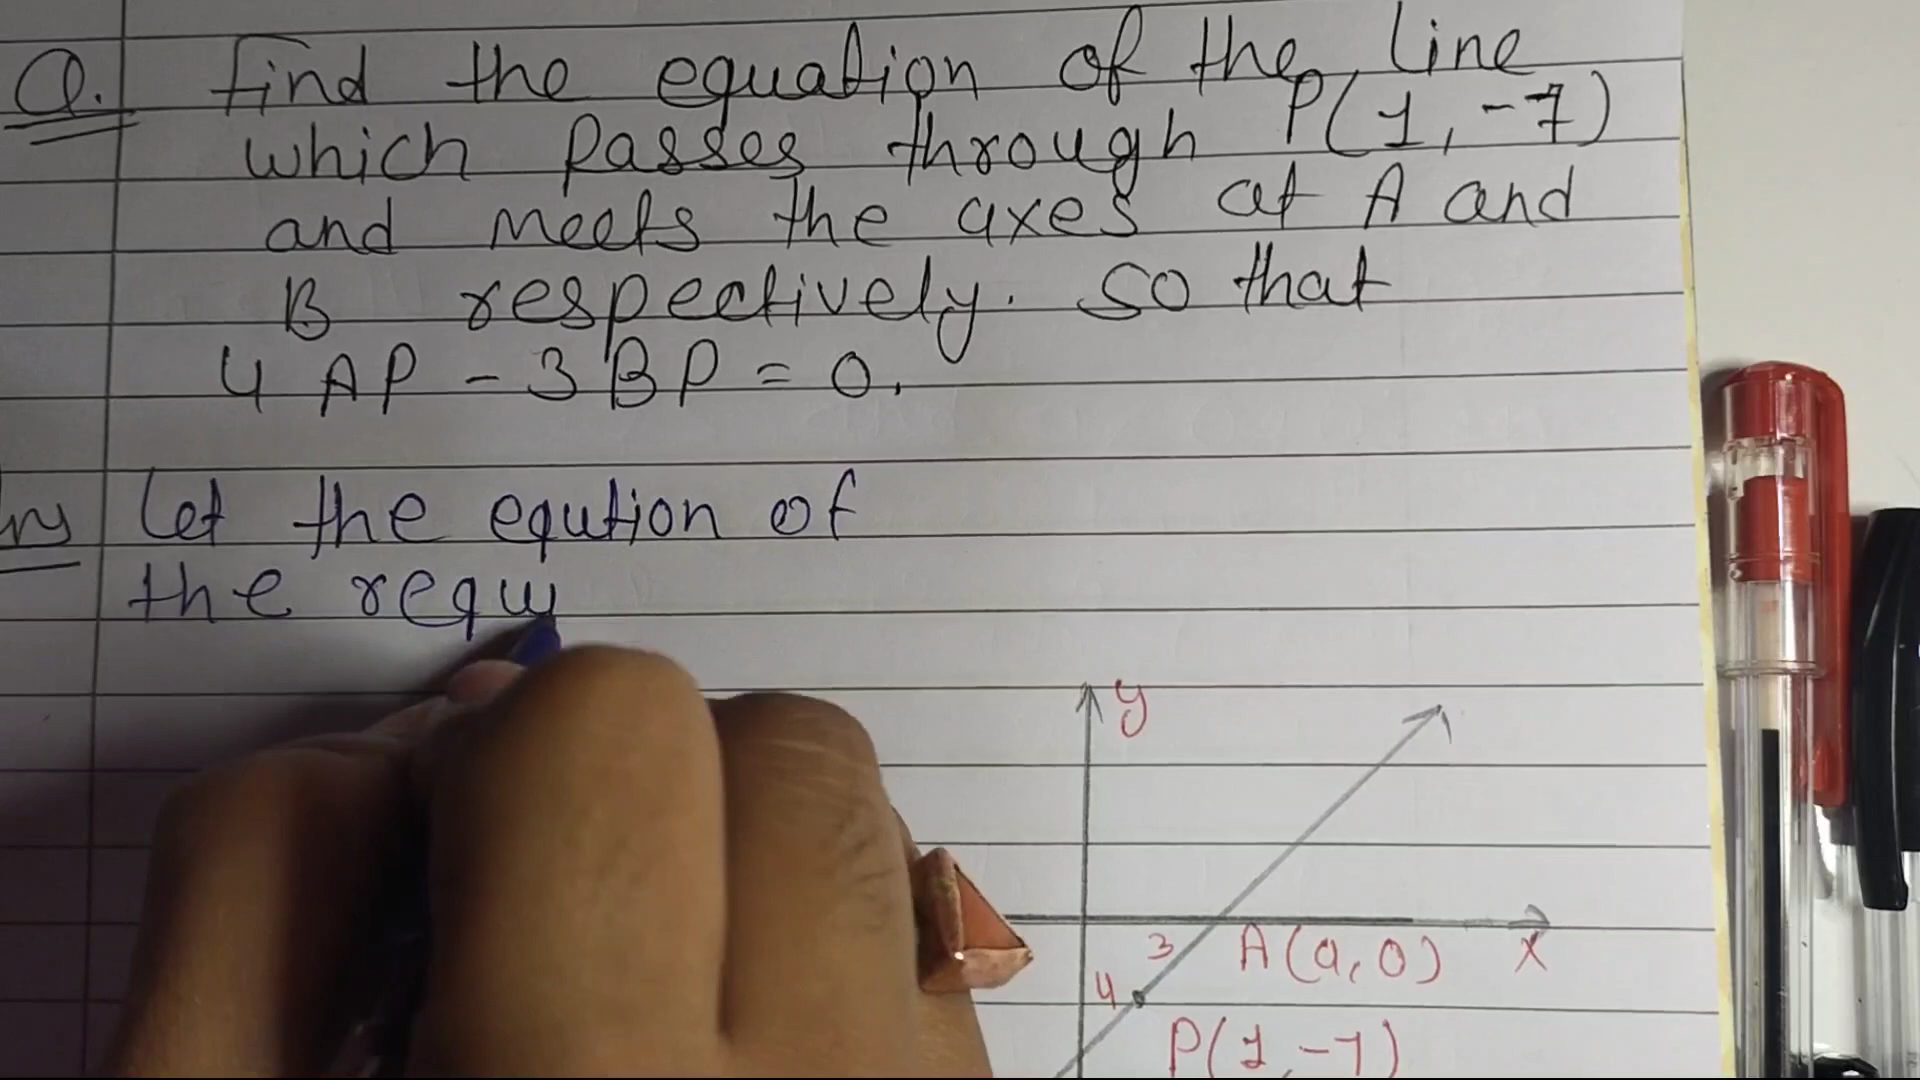 Q. Find the equation of the line
which passes through P(1,-7)
and meets the axes at A and
B respectively. so that
4 AP - 3 BP = 0.
Let the eqution of
the requ
y
3 A(a,0) x
4
P(1,-7)